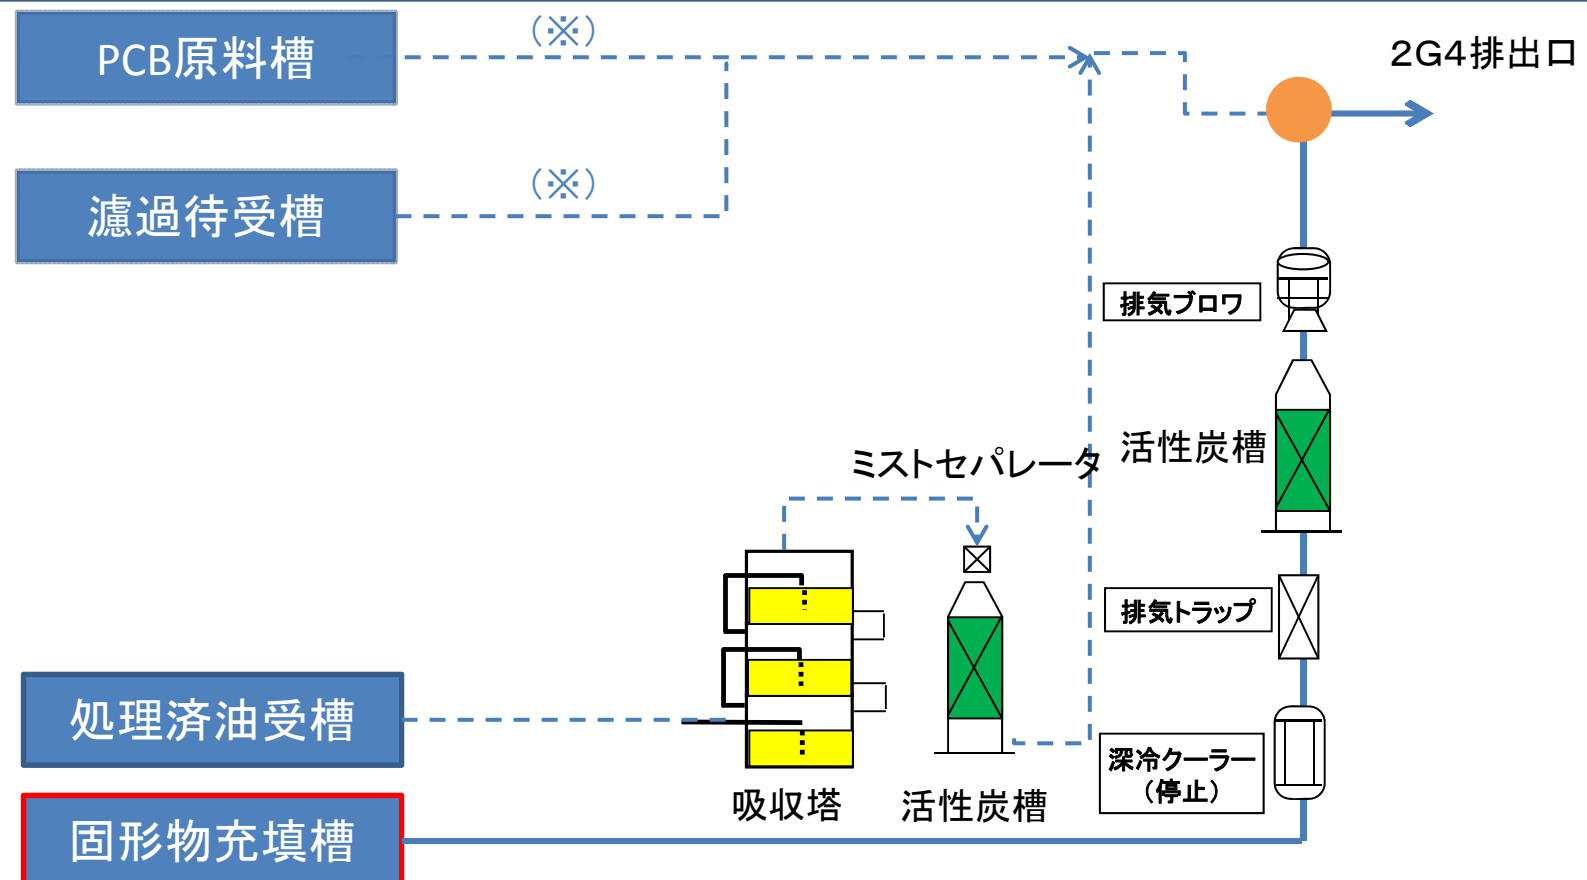 PCB原料槽
(※)
2G4排出口
濾過待受槽
(※)
排気ブロワ
活性炭槽
ミストセパレータ
排気トラップ
処理済油受槽
深冷クーラー
(停止)
吸収塔
活性炭槽
固形物充填槽